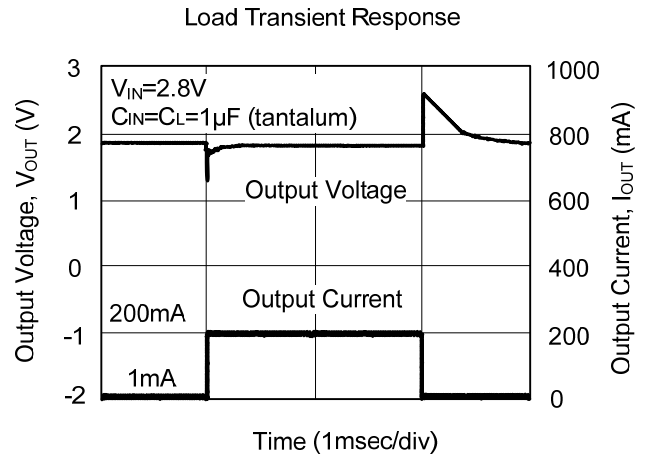 Load Transient Response
3
2
1
0
-1
-2
Output Voltage, VOUT (V)
VIN=2.8V
CIN=CL=1µF (tantalum)
Output Voltage
Output Current
200mA
1mA
1000
800
600
400
200
0
Output Current, IOUT (mA)
Time (1msec/div)